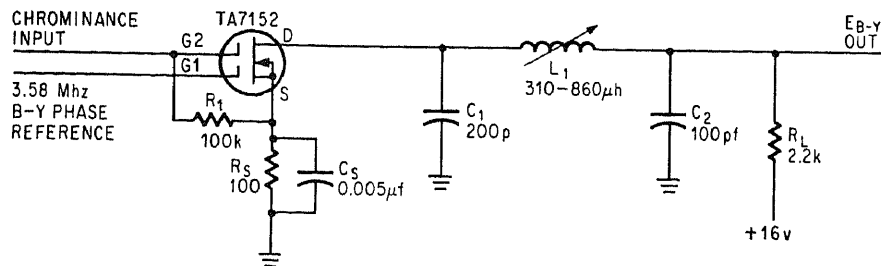 CHROMINANCE
INPUT
TA7152
G2
D
G1
S
3.58 Mhz
B-Y PHASE
REFERENCE
R1
100k
RS
100
CS
0.005μf
C1
200p
L1
310-860μh
C2
100pf
RL
2.2k
+16v
EB-Y
OUT